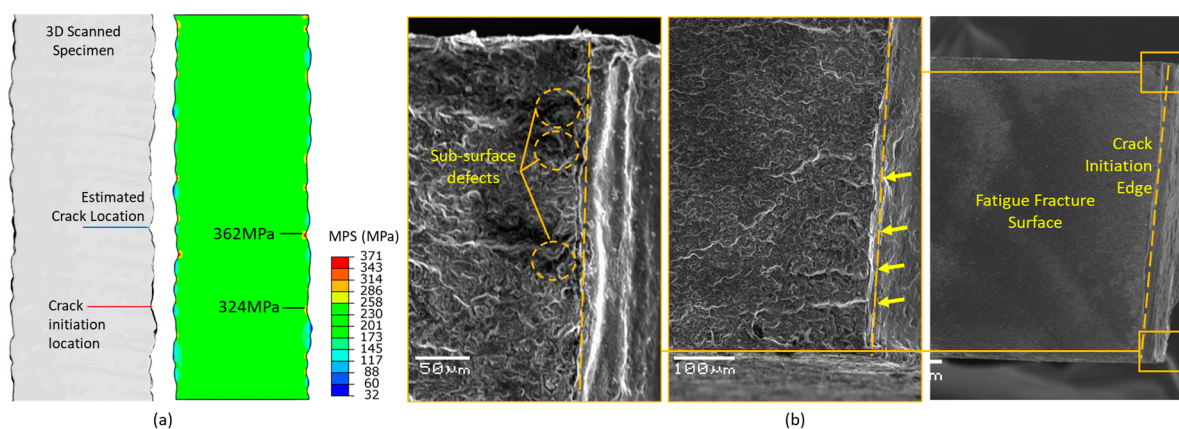 3D Scanned
Specimen
Estimated
Crack Location
Crack
initiation
location
362MPa
324MPa
MPS (MPa)
371
343
314
286
258
230
201
173
145
117
88
60
32
(a)
Sub-surface
defects
50μm
100μm
Fatigue Fracture
Surface
Crack
Initiation
Edge
m
(b)